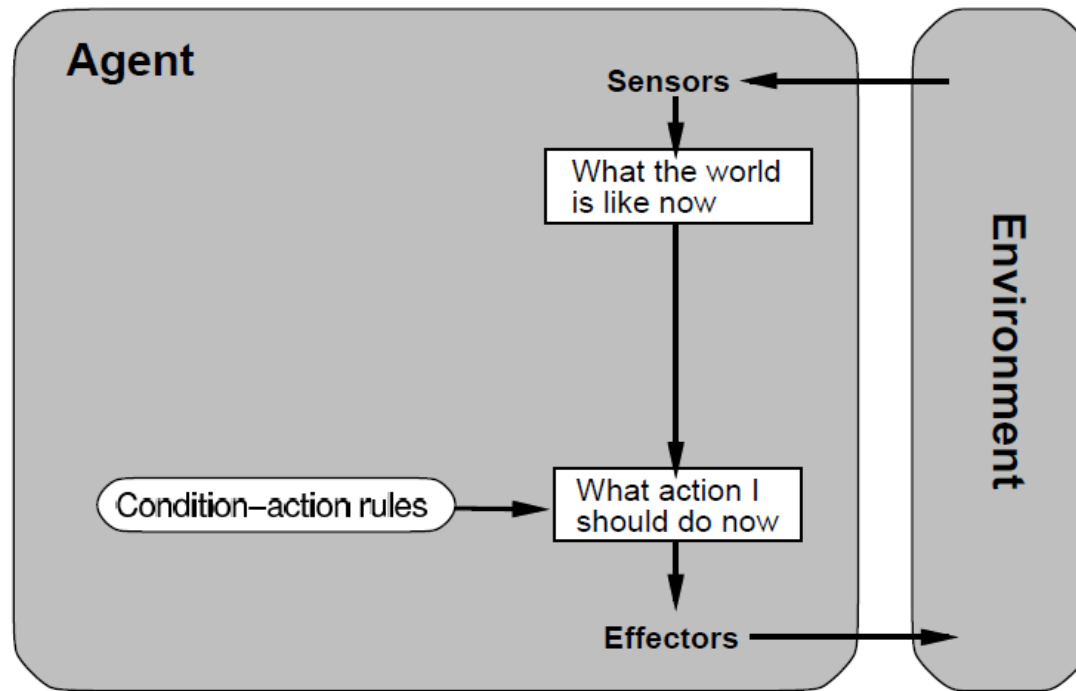 Agent
Sensors
What the world
is like now
Environment
Condition–action rules
What action I
should do now
Effectors